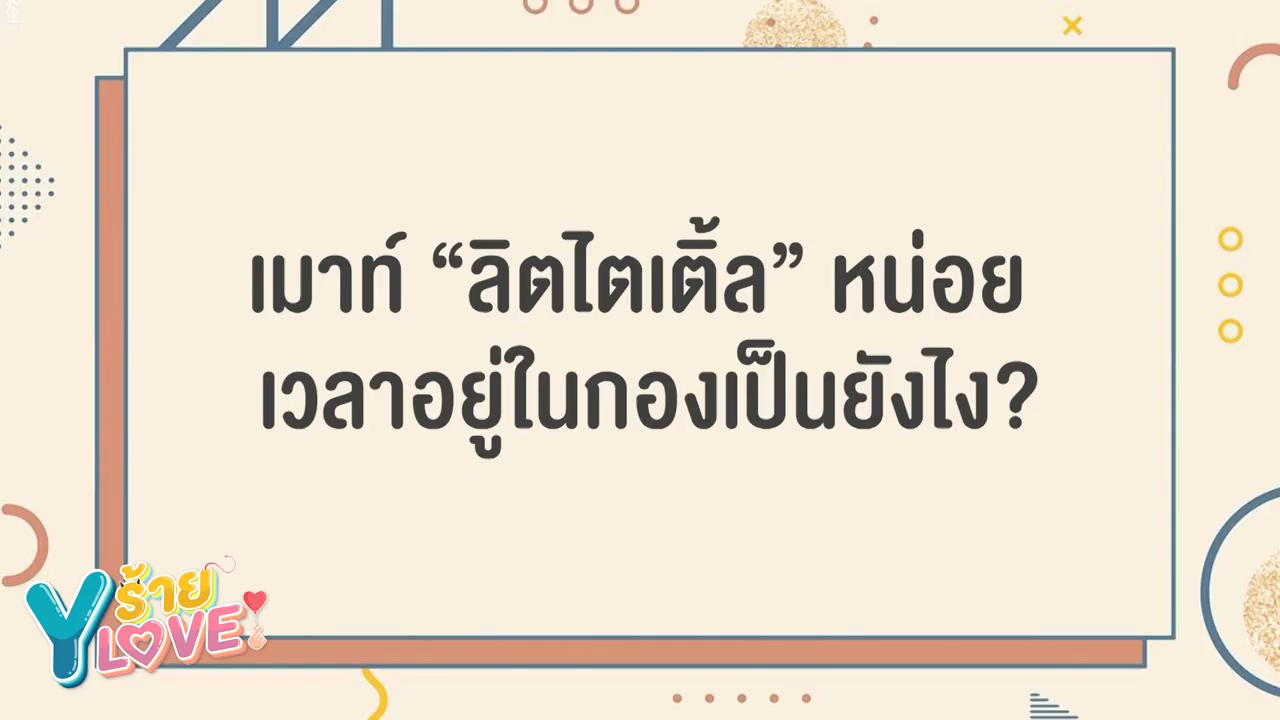 เมาท์ “ลิตไตเติ้ล” หน่อย
เวลาอยู่ในกองเป็นยังไง?
Yร้าย
LOVE